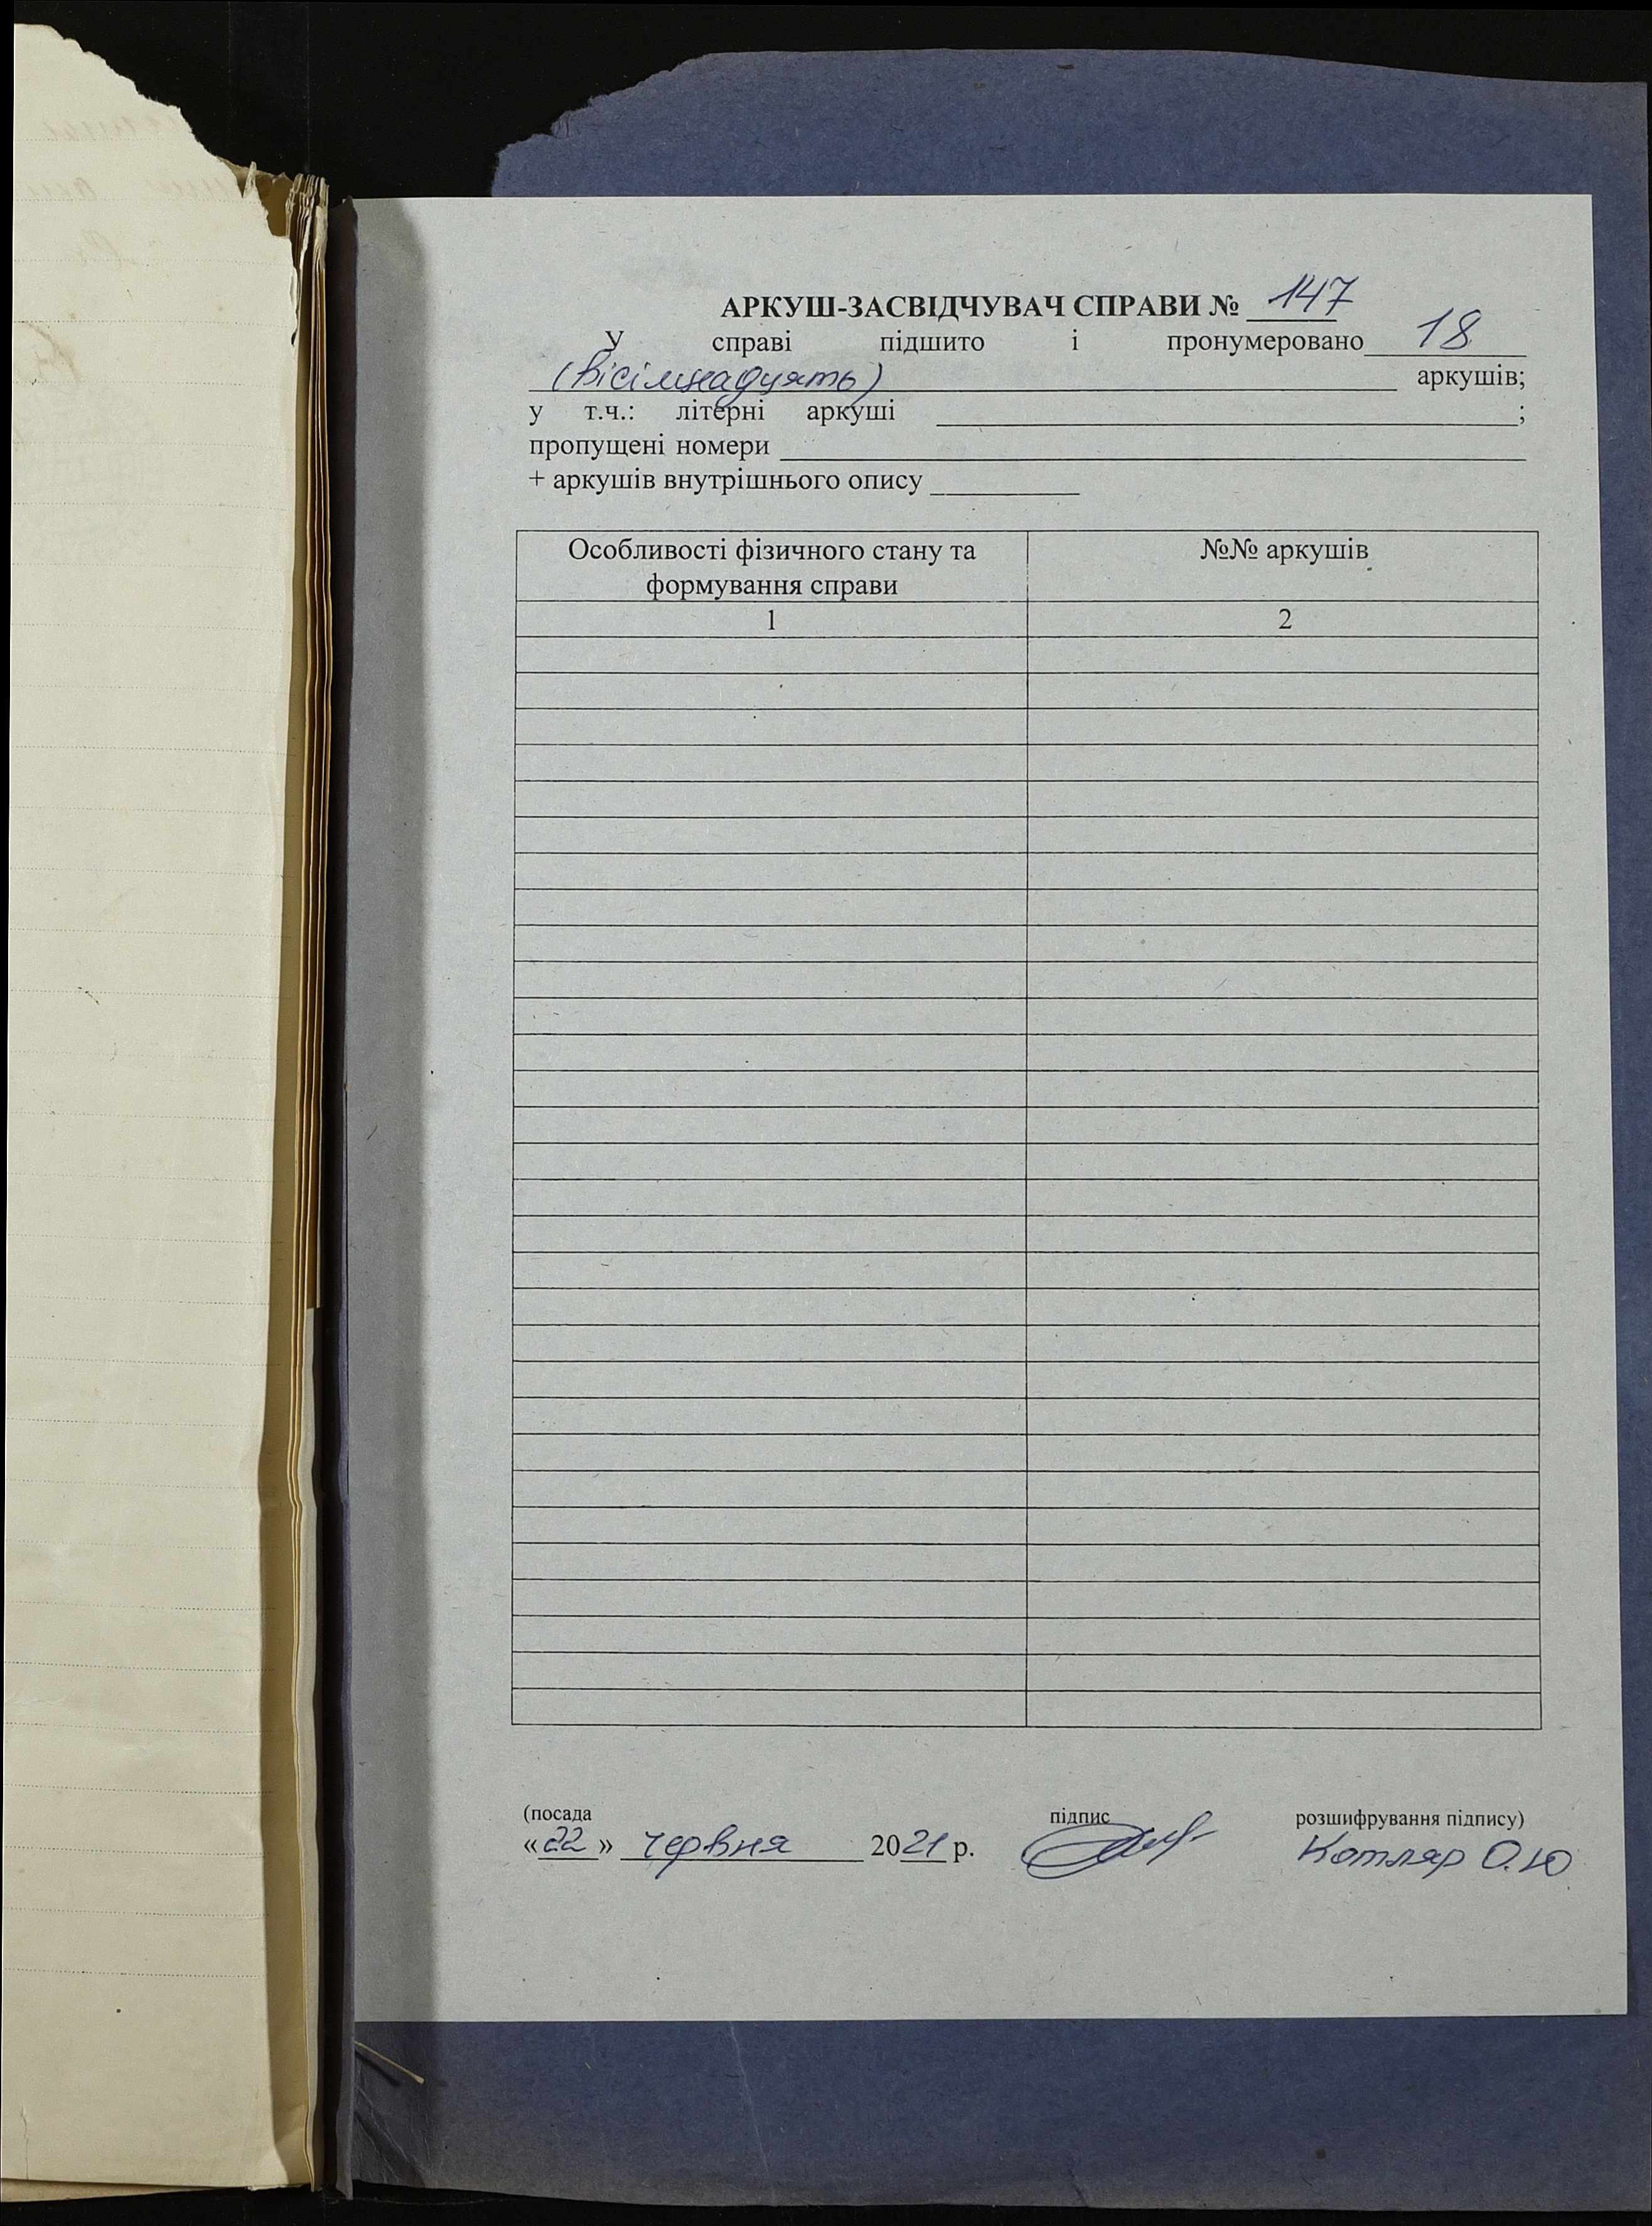 АРКУШ-ЗАСВІДЧУВАЧ СПРАВИ № 147
У справі підшито і пронумеровано 18
(вісімнадцять) аркушів;
у т.ч.: літерні аркуші ;
пропущені номери
+ аркушів внутрішнього опису
Особливості фізичного стану та №№ аркушів
формування справи
1 2
(посада підпис розшифрування підпису)
«22» червня 2021 р. Котляр О.Ю